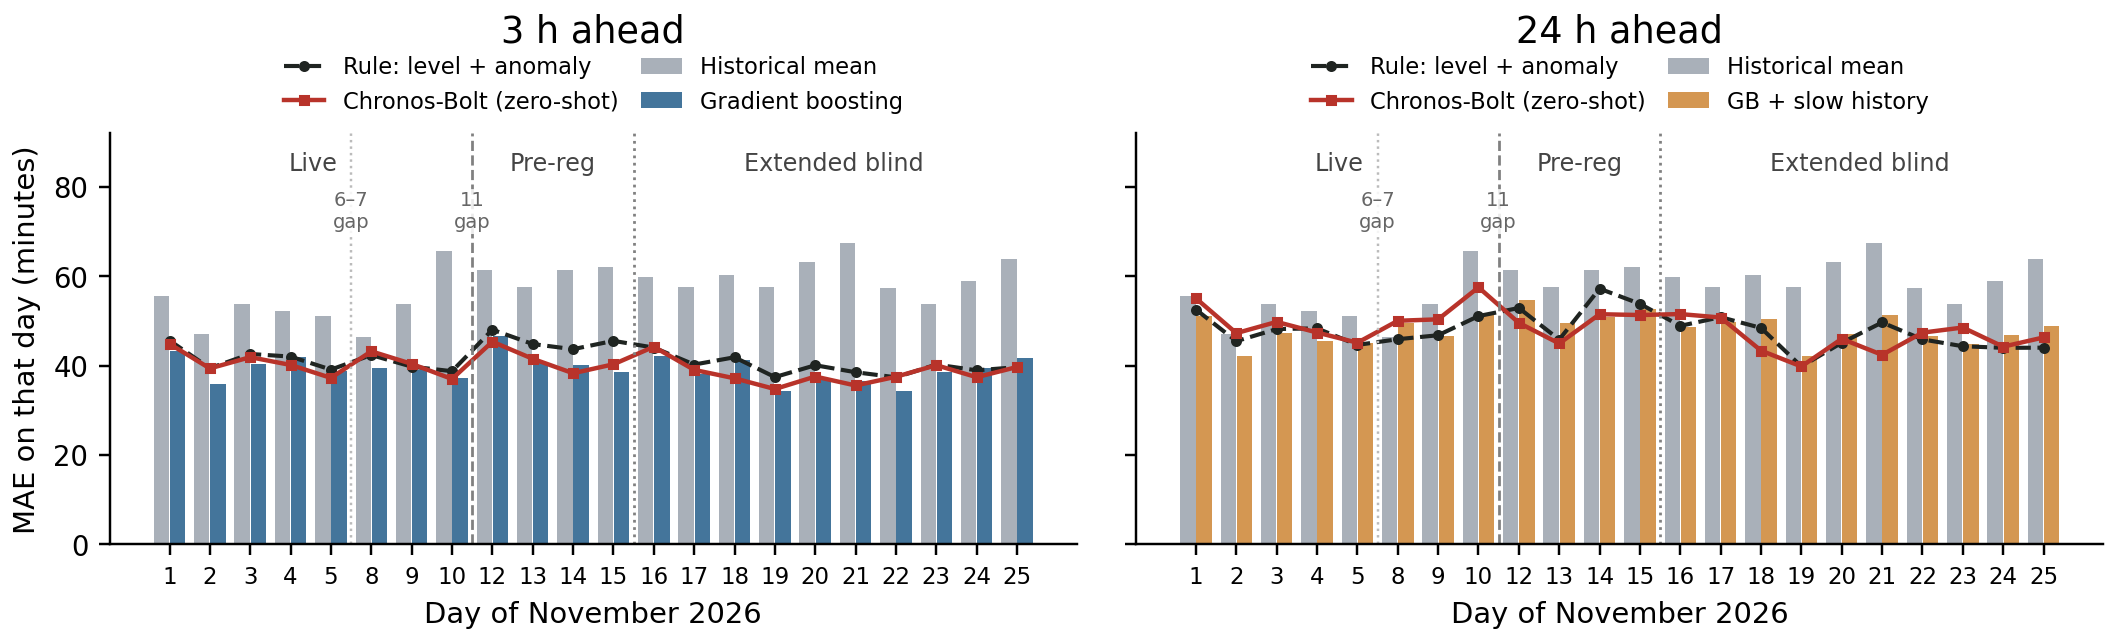 3 h ahead
Rule: level + anomaly
Historical mean
Chronos-Bolt (zero-shot)
Gradient boosting
Live
Pre-reg
Extended blind
6–7
gap
11
gap
MAE on that day (minutes)
80
60
40
20
0
1 2 3 4 5 8 9 10 12 13 14 15 16 17 18 19 20 21 22 23 24 25
Day of November 2026
24 h ahead
Rule: level + anomaly
Historical mean
Chronos-Bolt (zero-shot)
GB + slow history
Live
Pre-reg
Extended blind
6–7
gap
11
gap
1 2 3 4 5 8 9 10 12 13 14 15 16 17 18 19 20 21 22 23 24 25
Day of November 2026